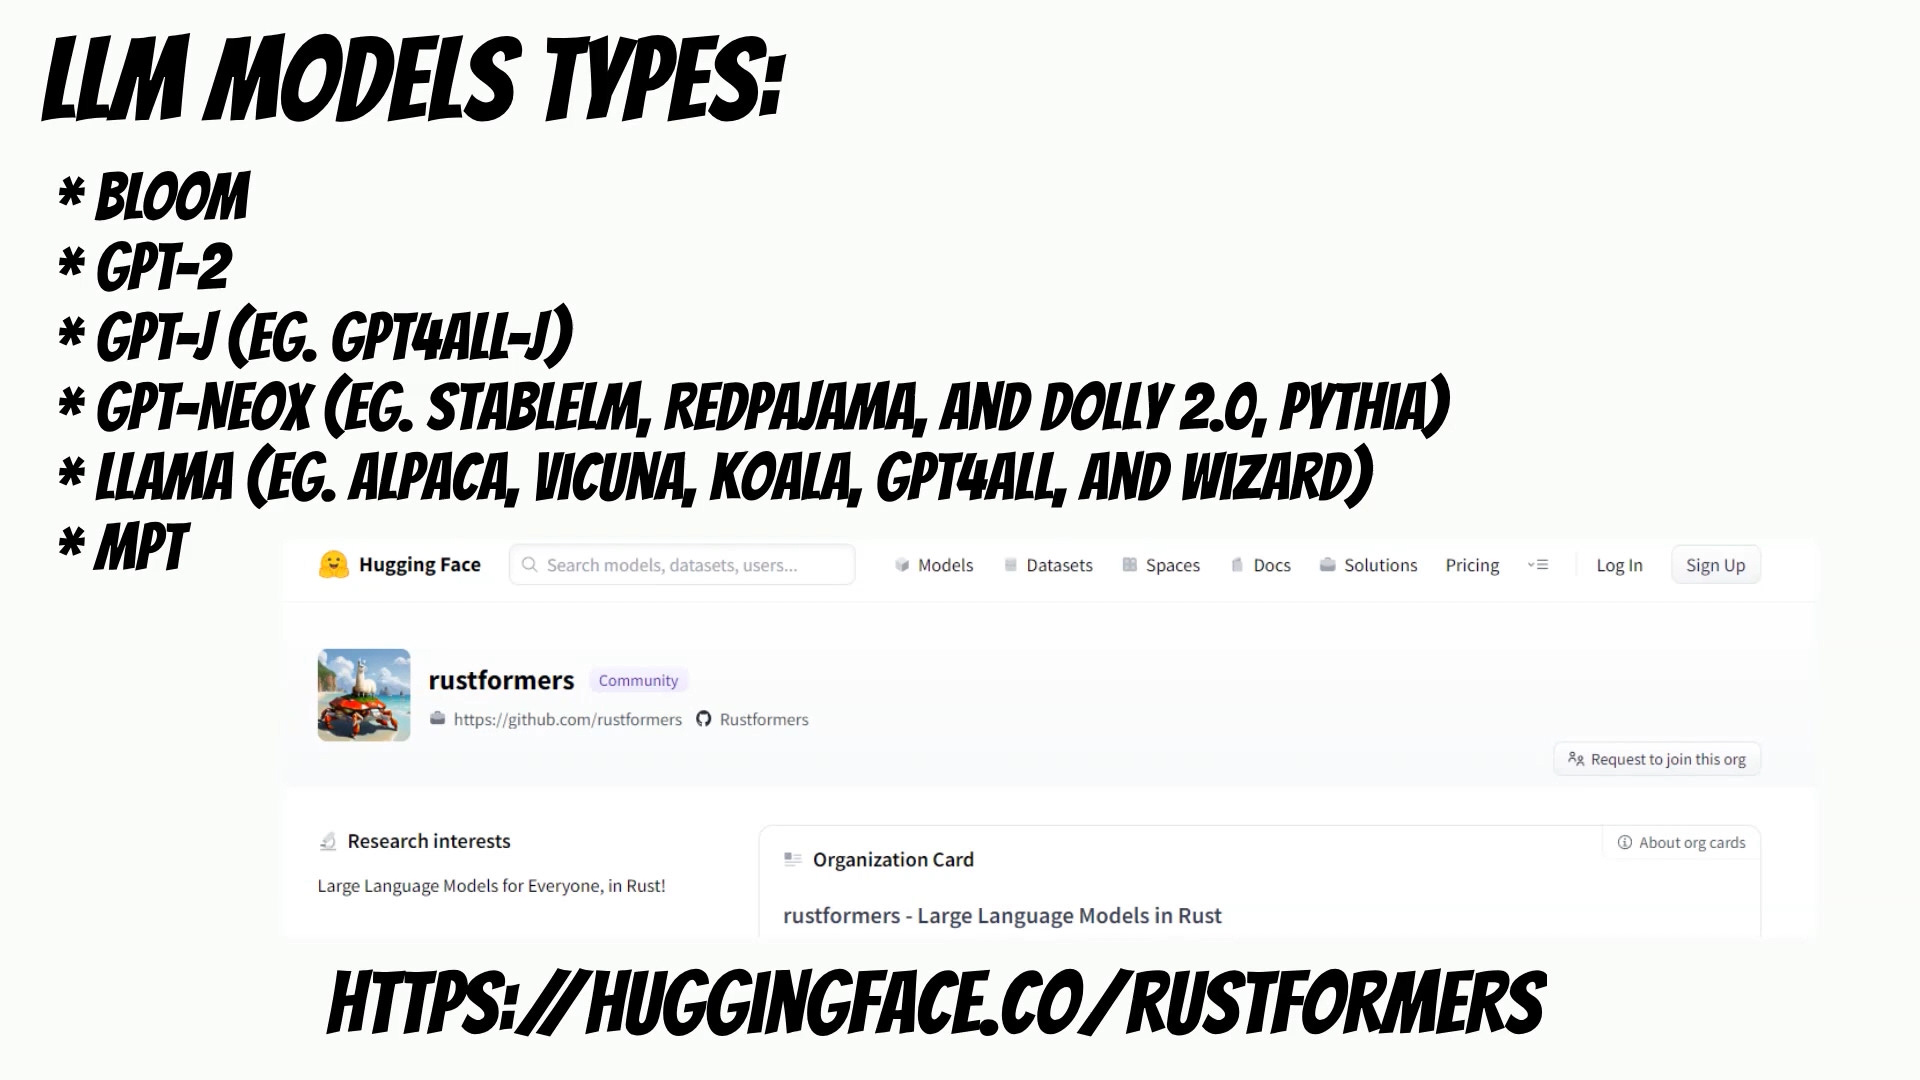 LLM MODELS TYPES:
* BLOOM
* GPT-2
* GPT-J (EG. GPT4ALL-J)
* GPT-NEOX (EG. STABLELM, REDPAJAMA, AND DOLLY 2.0, PYTHIA)
* LLAMA (EG. ALPACA, VICUNA, KOALA, GPT4ALL, AND WIZARD)
* MPT
Hugging Face Search models, datasets, users... Models Datasets Spaces Docs Solutions Pricing Log In Sign Up
rustformers Community
https://github.com/rustformers Rustformers
Request to join this org
Research interests
Large Language Models for Everyone, in Rust!
About org cards
Organization Card
rustformers - Large Language Models in Rust
HTTPS://HUGGINGFACE.CO/RUSTFORMERS